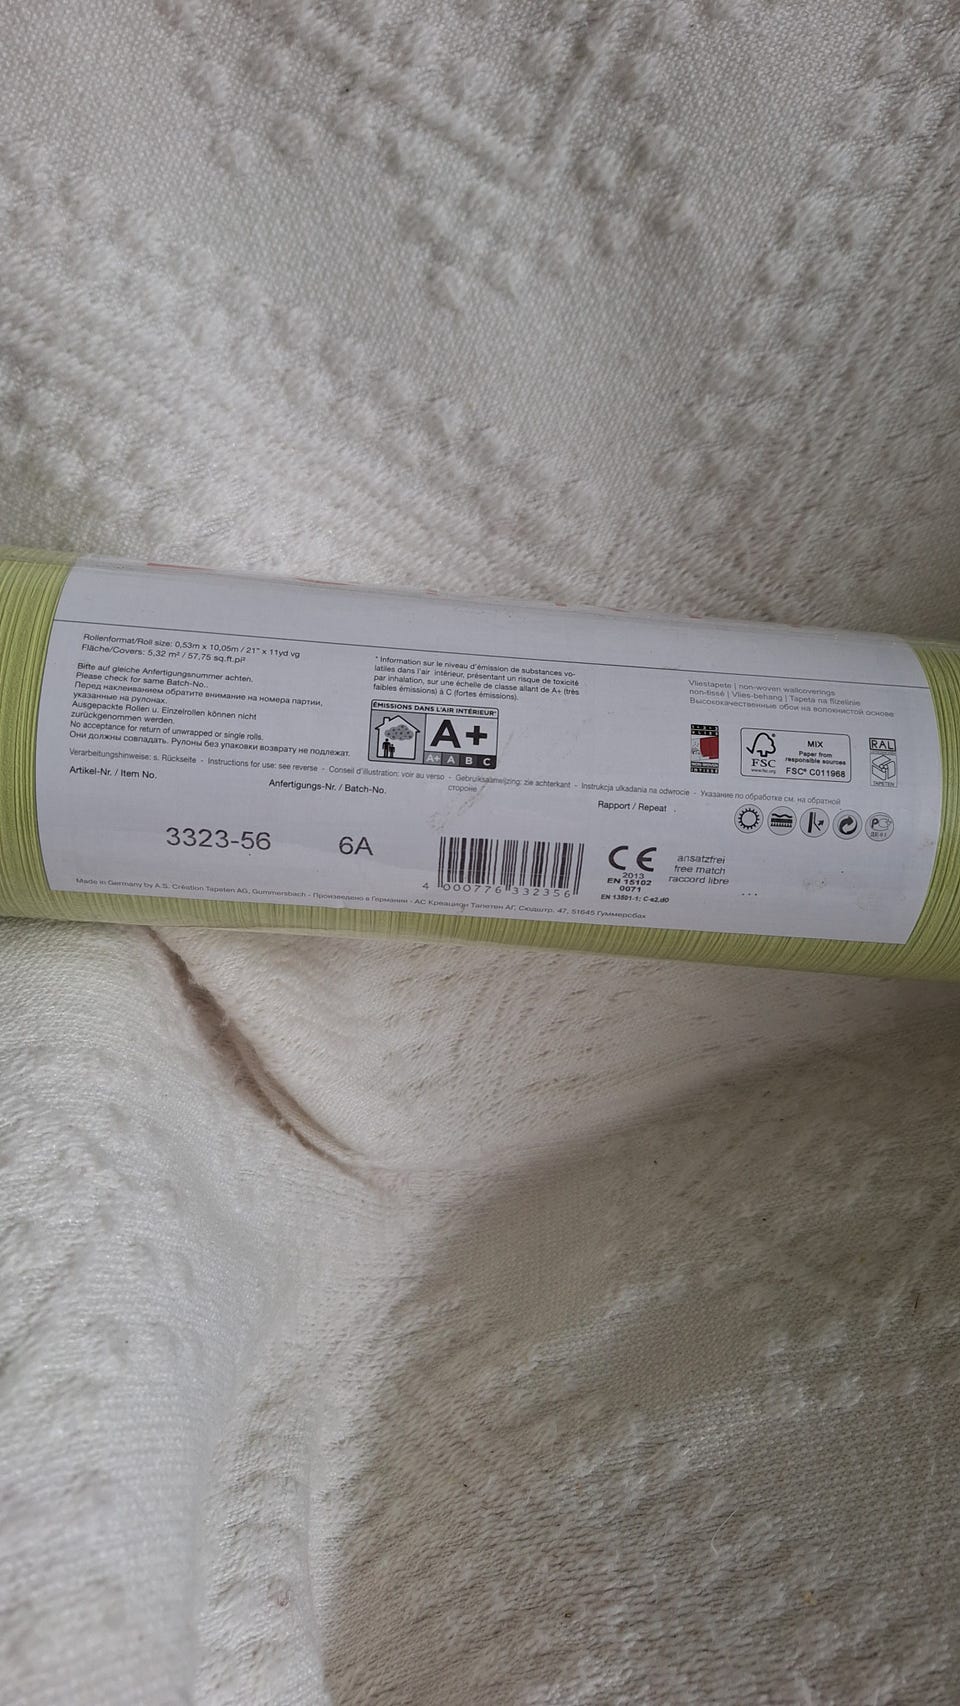 Rollenformat/Roll size: 0,53m x 10,05m / 21" x 11yd vg
Fläche/Covers: 5,32 m² / 57,75 sq.ft.pl²
Bitte auf gleiche Anfertigungsnummer achten.
Please check for same Batch-No..
Перед наклеиванием обратите внимание на номера партии,
указанные на рулонах.
Ausgepackte Rollen u. Einzelrollen können nicht
zurückgenommen werden.
No acceptance for return of unwrapped or single rolls.
Они должны совпадать. Рулоны без упаковки возврату не подлежат.
* Information sur le niveau d'émission de substances vo-
latiles dans l'air intérieur, présentant un risque de toxicité
par inhalation, sur une échelle de classe allant de A+ (très
faibles émissions) à C (fortes émissions).
ÉMISSIONS DANS L'AIR INTÉRIEUR*
A+
A+ A B C
Vliestapete | non-woven wallcoverings
non-tissé | Vlies-behang | Tapeta na flizelinie
Высококачественные обои на волокнистой основе
FSC
www.fsc.org
MIX
Paper from
responsible sources
FSC® C011968
RAL
TAPETEN
Verarbeitungshinweise: s. Rückseite - Instructions for use: see reverse - Conseil d'illustration: voir au verso - Gebruiksaanwijzing: zie achterkant - Instrukcja układania na odwrocie - Указание по обработке см. на обратной
стороне
Artikel-Nr. / Item No.
Anfertigungs-Nr. / Batch-No.
Rapport / Repeat
3323-56
6A
4 000776 332356
CE
2013
EN 15102
0071
EN 13501-1: C-s2,d0
ansatzfrei
free match
raccord libre
Made in Germany by A.S. Création Tapeten AG, Gummersbach - Произведено в Германии - АС Креацион Тапетен АГ, Сюдштр. 47, 51645 Гуммерсбах